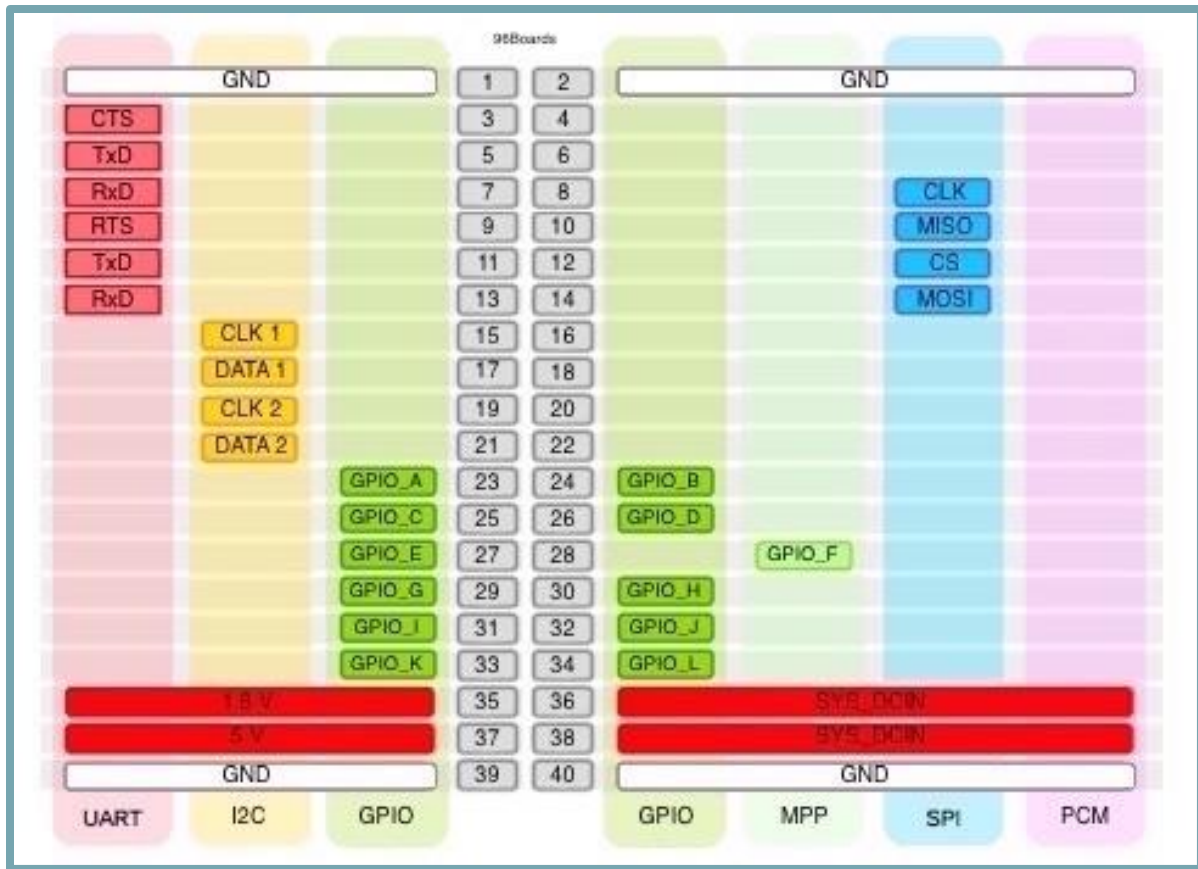 96Boards
GND 1 2 GND
CTS 3 4
TxD 5 6
RxD 7 8 CLK
RTS 9 10 MISO
TxD 11 12 CS
RxD 13 14 MOSI
CLK 1 15 16
DATA 1 17 18
CLK 2 19 20
DATA 2 21 22
GPIO_A 23 24 GPIO_B
GPIO_C 25 26 GPIO_D
GPIO_E 27 28 GPIO_F
GPIO_G 29 30 GPIO_H
GPIO_I 31 32 GPIO_J
GPIO_K 33 34 GPIO_L
1.8 V 35 36 SYS_DCIN
5 V 37 38 SYS_DCIN
GND 39 40 GND
UART I2C GPIO GPIO MPP SPI PCM